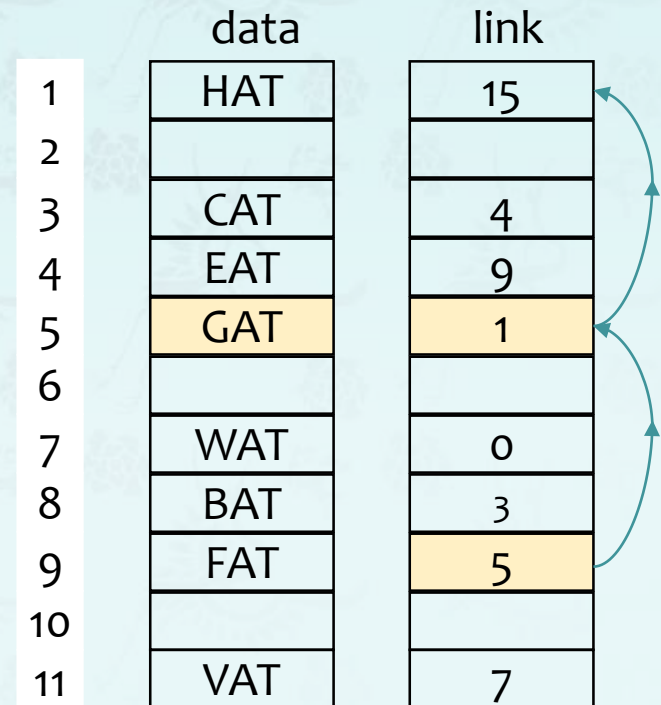 data link
1 HAT 15
2
3 CAT 4
4 EAT 9
5 GAT 1
6
7 WAT 0
8 BAT 3
9 FAT 5
10
11 VAT 7